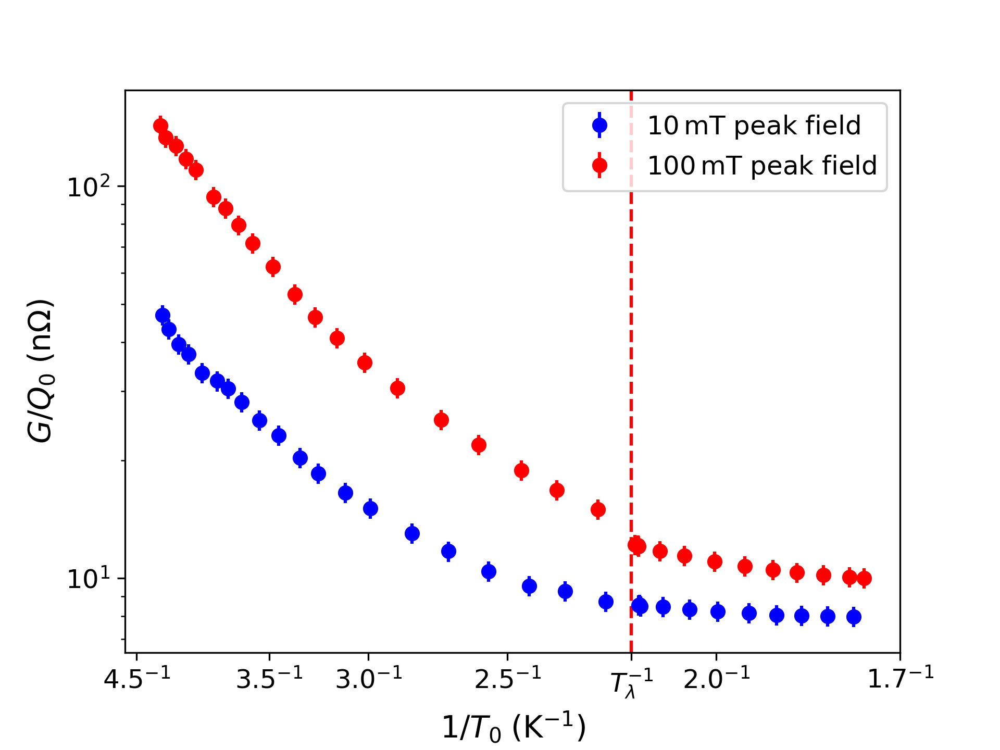 10 mT peak field
100 mT peak field
10²
10¹
G/Q₀ (nΩ)
4.5⁻¹ 3.5⁻¹ 3.0⁻¹ 2.5⁻¹ T_λ⁻¹ 2.0⁻¹ 1.7⁻¹
1/T₀ (K⁻¹)